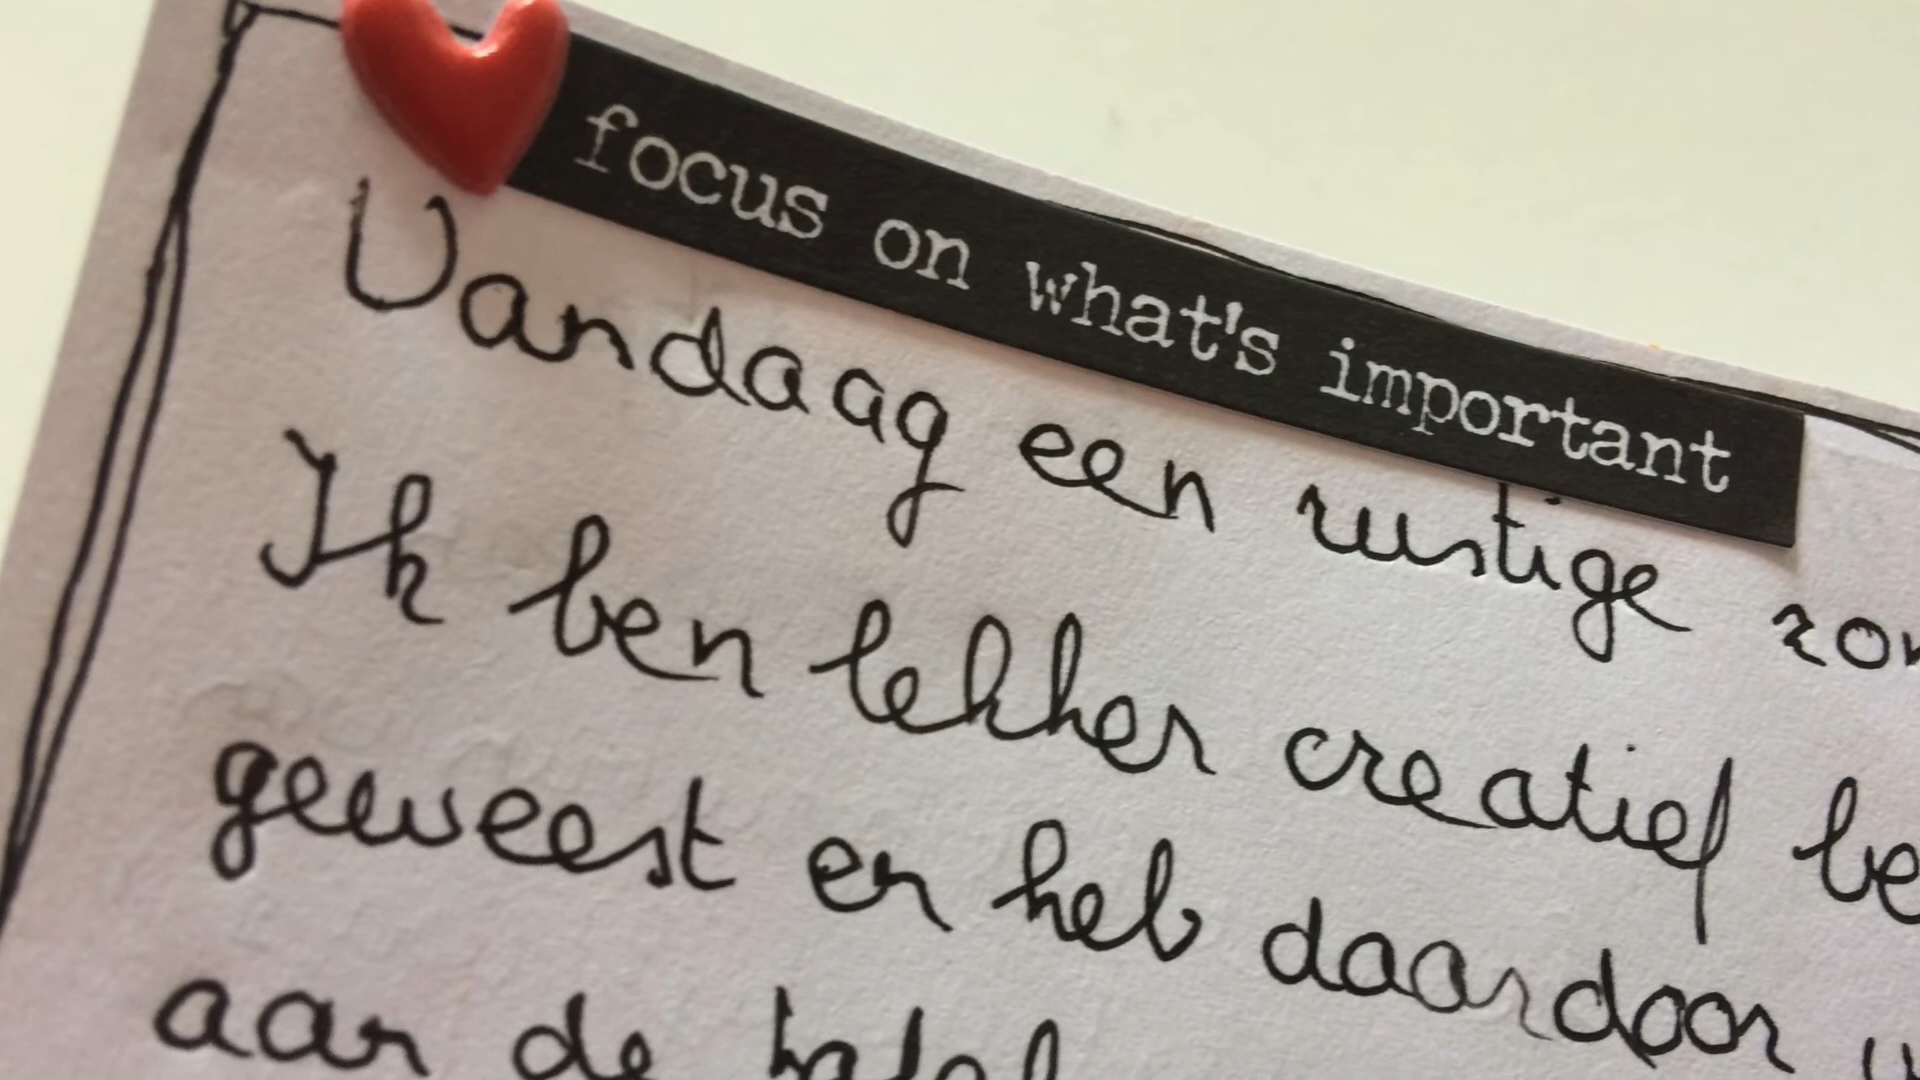 focus on what's important
Vandaag een rustige
Ik ben lekker creatief
geweest en heb daardoor
aan de